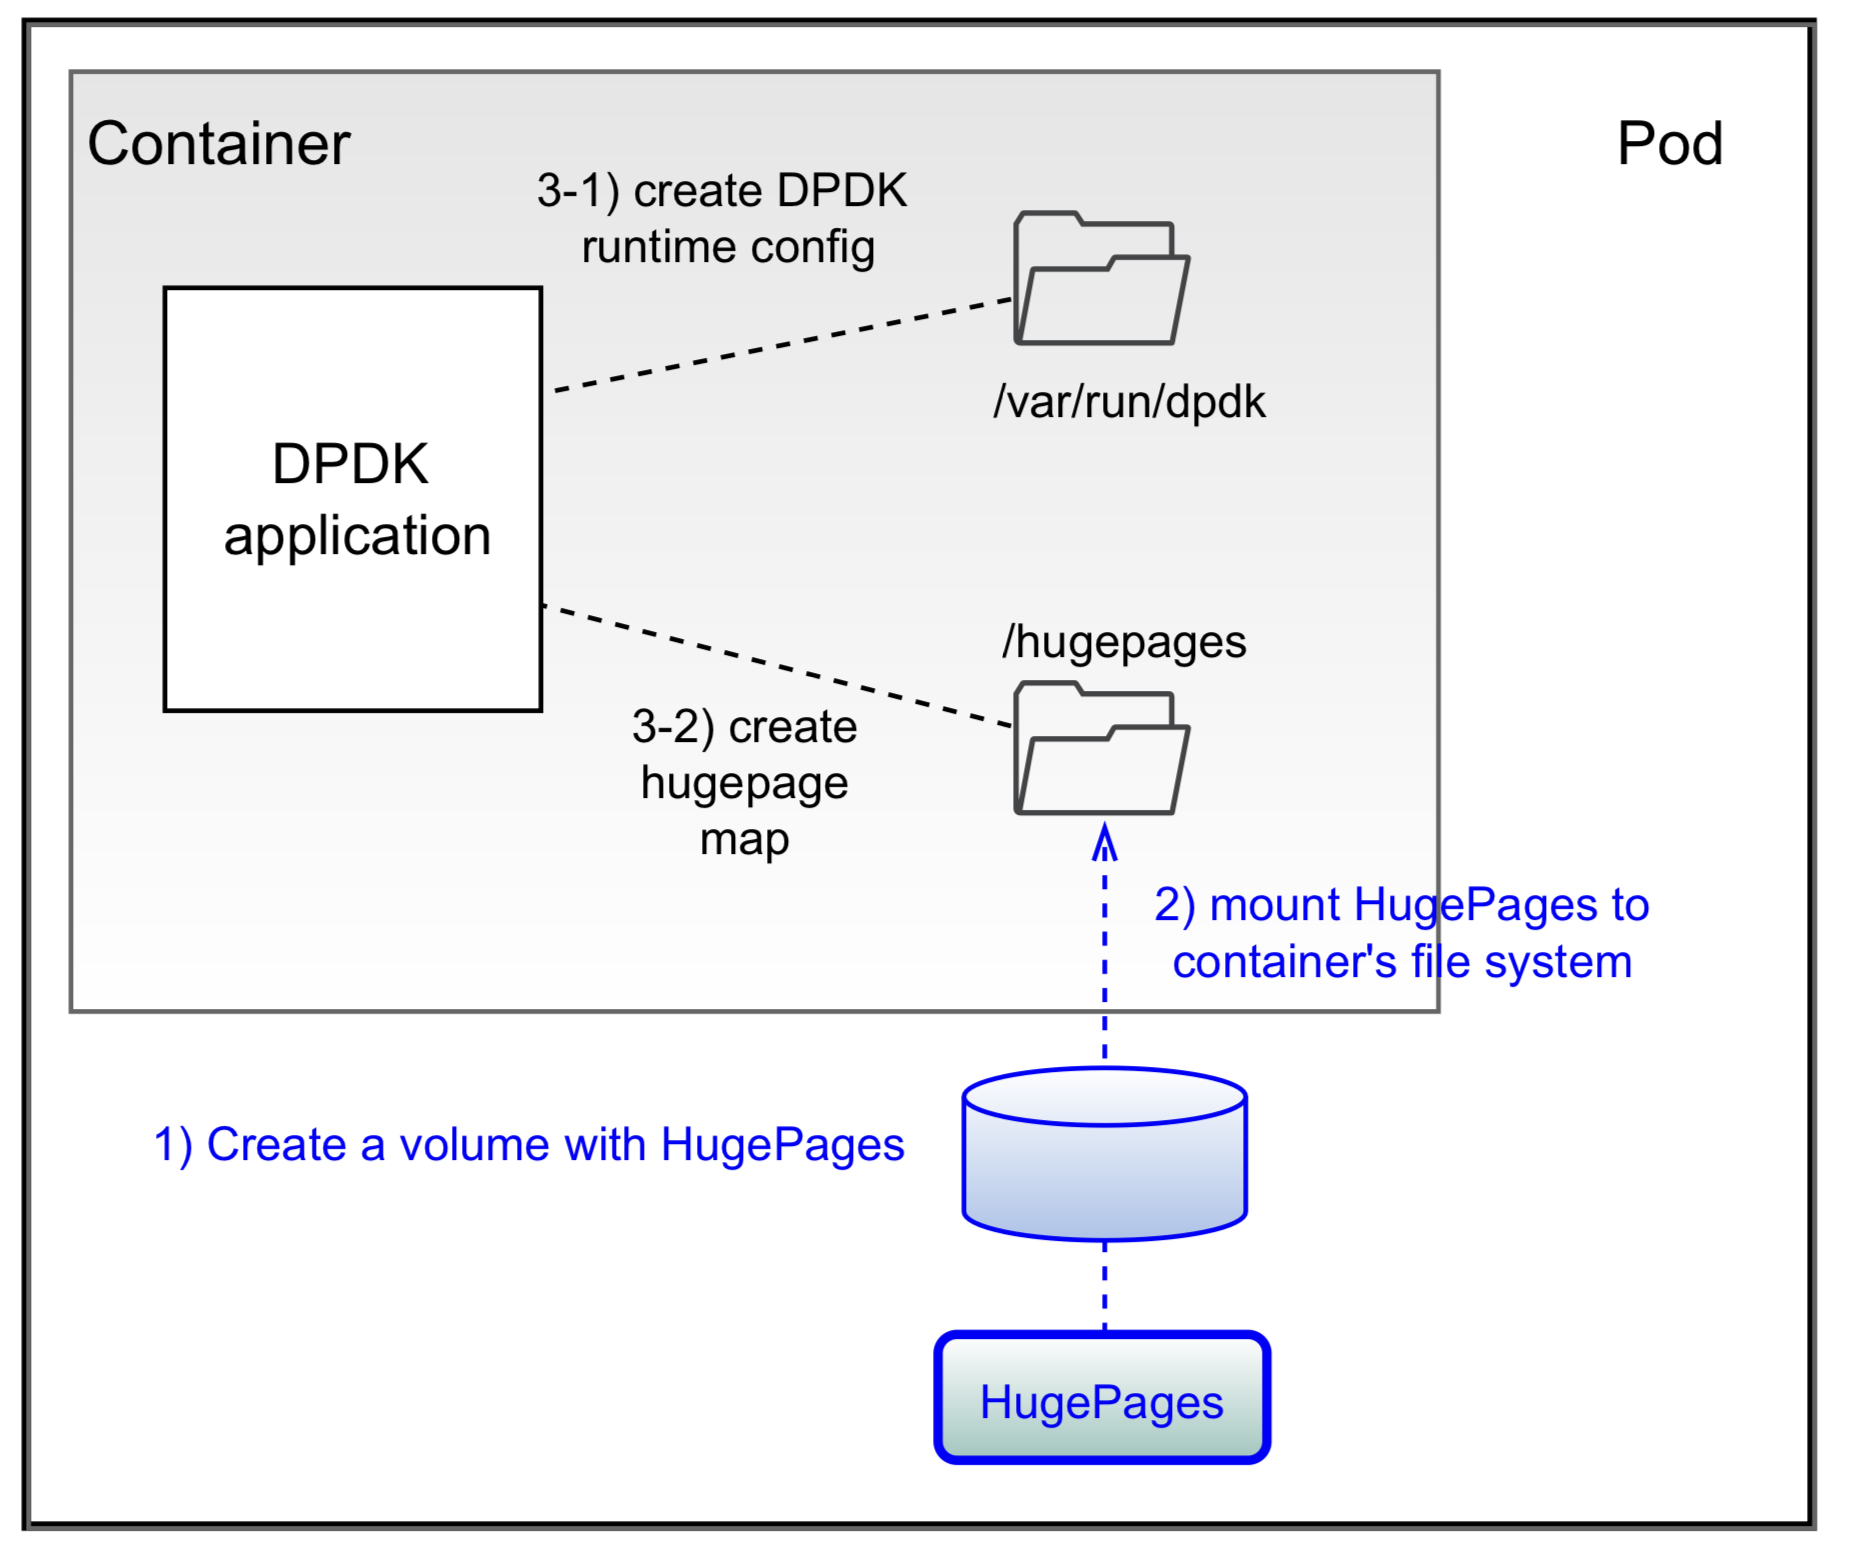 Container
Pod
3-1) create DPDK
runtime config
/var/run/dpdk
DPDK
application
/hugepages
3-2) create
hugepage
map
2) mount HugePages to
container's file system
1) Create a volume with HugePages
HugePages